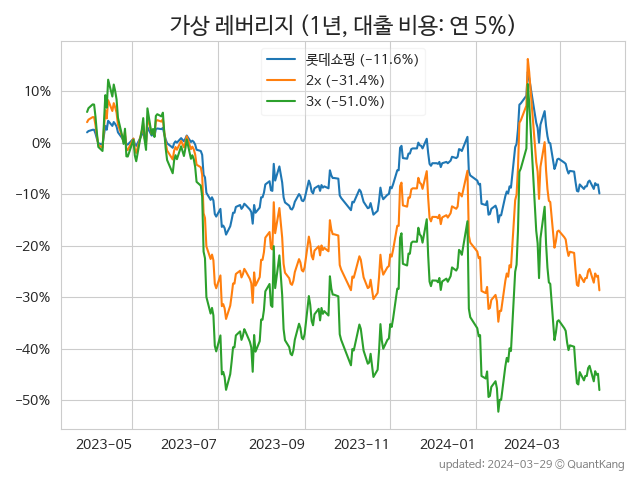 가상 레버리지 (1년, 대출 비용: 연 5%)
롯데쇼핑 (−11.6%)
2x (−31.4%)
3x (−51.0%)
10%
0%
−10%
−20%
−30%
−40%
−50%
2023-05 2023-07 2023-09 2023-11 2024-01 2024-03
updated: 2024-03-29 © QuantKang